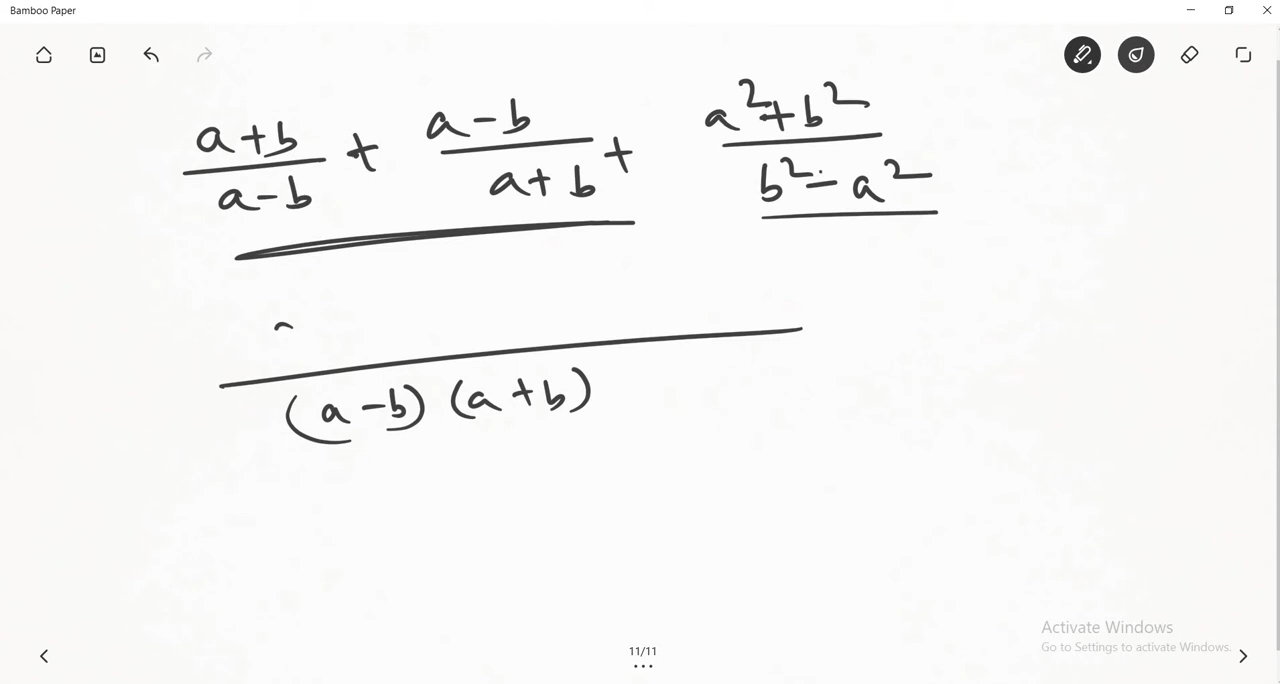 Bamboo Paper
a+b/a-b + a-b/a+b + a²+b²/b²-a²
(a-b) (a+b)
Activate Windows
Go to Settings to activate Windows.
11/11